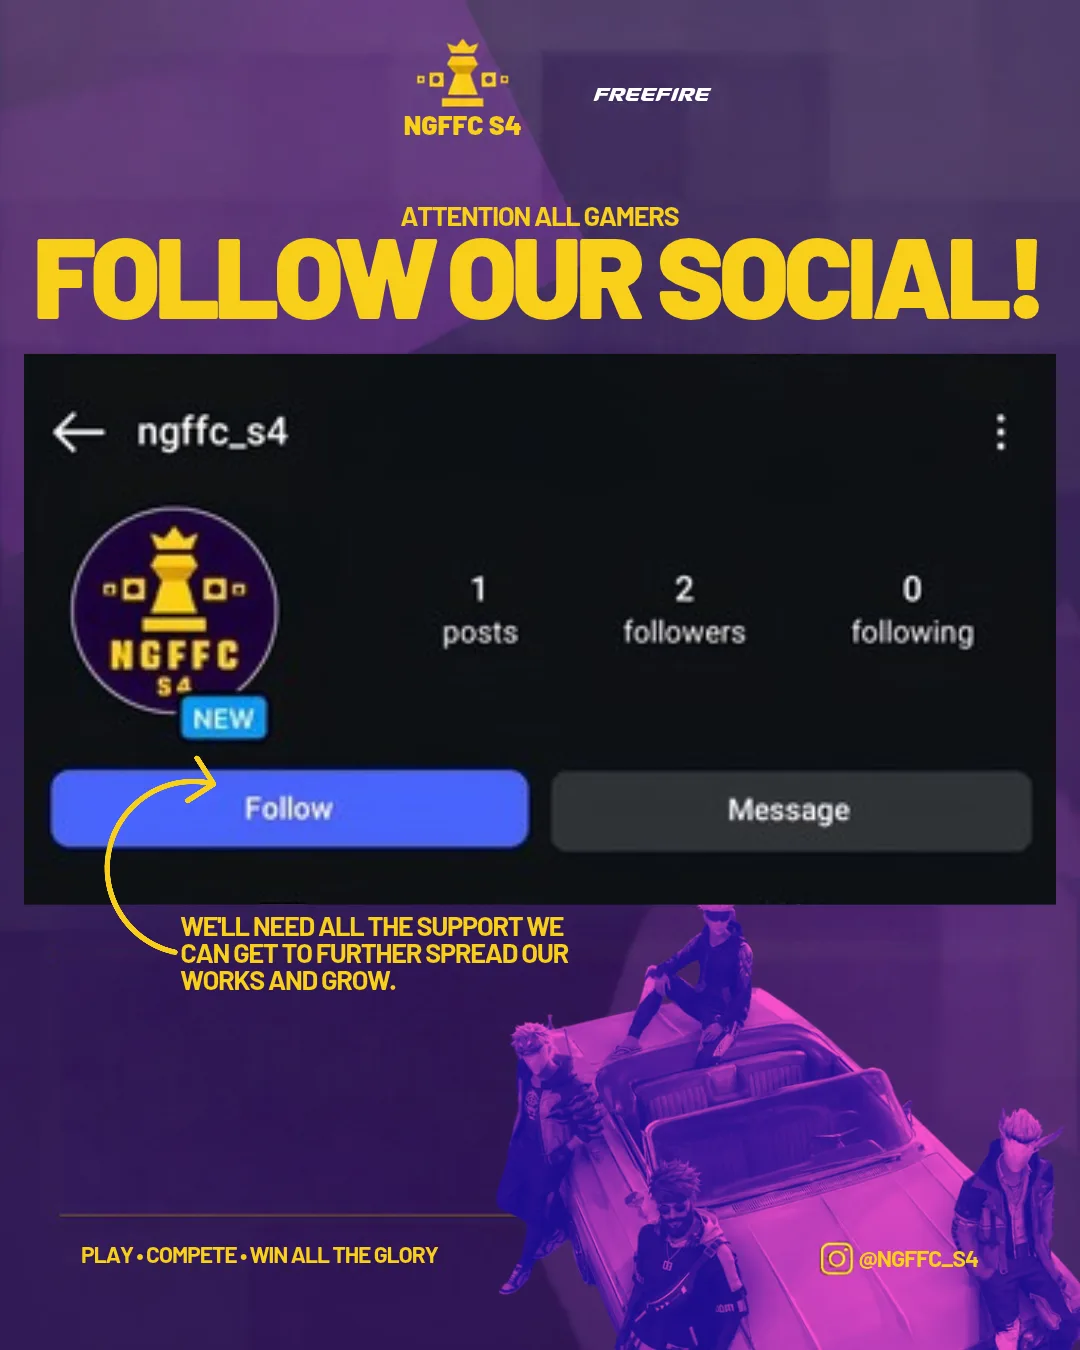 NGFFC S4
FREEFIRE
ATTENTION ALL GAMERS
FOLLOW OUR SOCIAL!
ngffc_s4
NGFFC
S4
NEW
1
posts
2
followers
0
following
Follow
Message
WE'LL NEED ALL THE SUPPORT WE
CAN GET TO FURTHER SPREAD OUR
WORKS AND GROW.
PLAY • COMPETE • WIN ALL THE GLORY
@NGFFC_S4